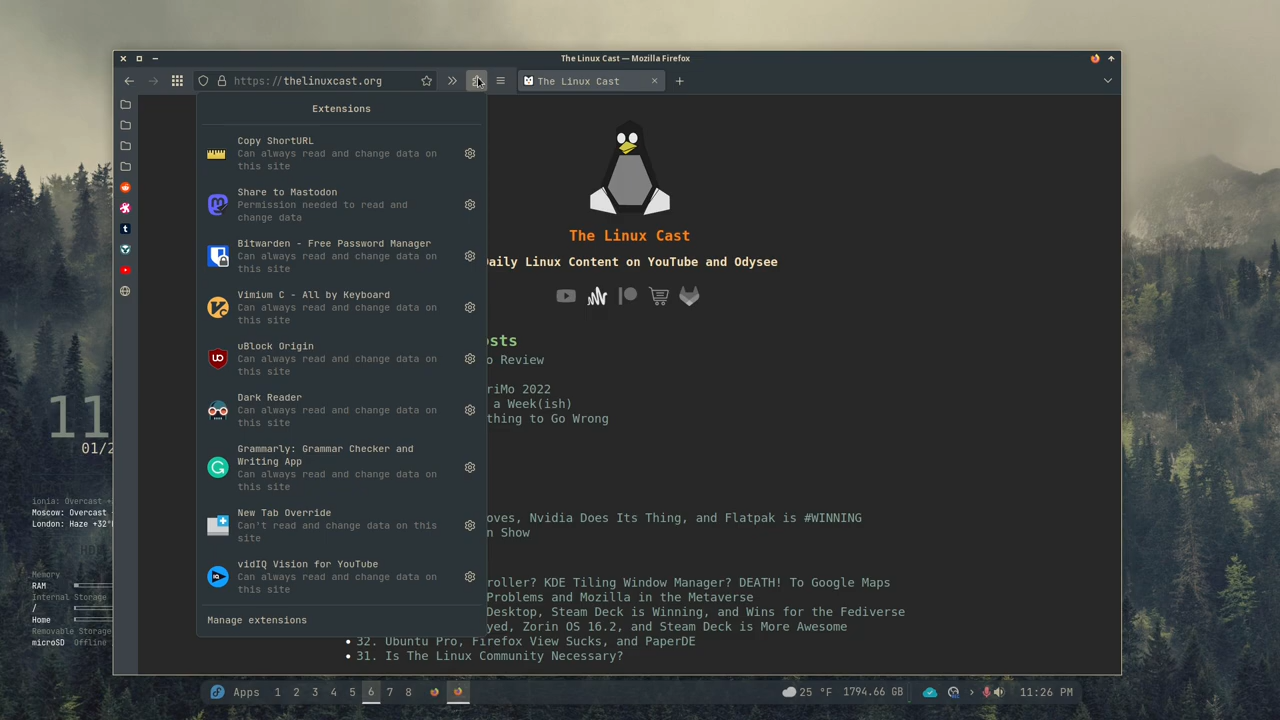 The Linux Cast — Mozilla Firefox
https://thelinuxcast.org
The Linux Cast
Extensions
Copy ShortURL
Can always read and change data on
this site
Share to Mastodon
Permission needed to read and
change data
Bitwarden - Free Password Manager
Can always read and change data on
this site
Vimium C - All by Keyboard
Can always read and change data on
this site
uBlock Origin
Can always read and change data on
this site
Dark Reader
Can always read and change data on
this site
Grammarly: Grammar Checker and
Writing App
Can always read and change data on
this site
New Tab Override
Can't read and change data on this
site
vidIQ Vision for YouTube
Can always read and change data on
this site
Manage extensions
The Linux Cast
aily Linux Content on YouTube and Odysee
sts
o Review
riMo 2022
a Week(ish)
thing to Go Wrong
oves, Nvidia Does Its Thing, and Flatpak is #WINNING
n Show
roller? KDE Tiling Window Manager? DEATH! To Google Maps
Problems and Mozilla in the Metaverse
Desktop, Steam Deck is Winning, and Wins for the Fediverse
yed, Zorin OS 16.2, and Steam Deck is More Awesome
32. Ubuntu Pro, Firefox View Sucks, and PaperDE
31. Is The Linux Community Necessary?
11
01/2
ionia: Overcast +
Moscow: Overcast -
London: Haze +32°F
HD
Memory
RAM
Internal Storage
/
Home
Removable Storage
microSD Offline
Apps 1 2 3 4 5 6 7 8
25 °F 1794.66 GB 11:26 PM